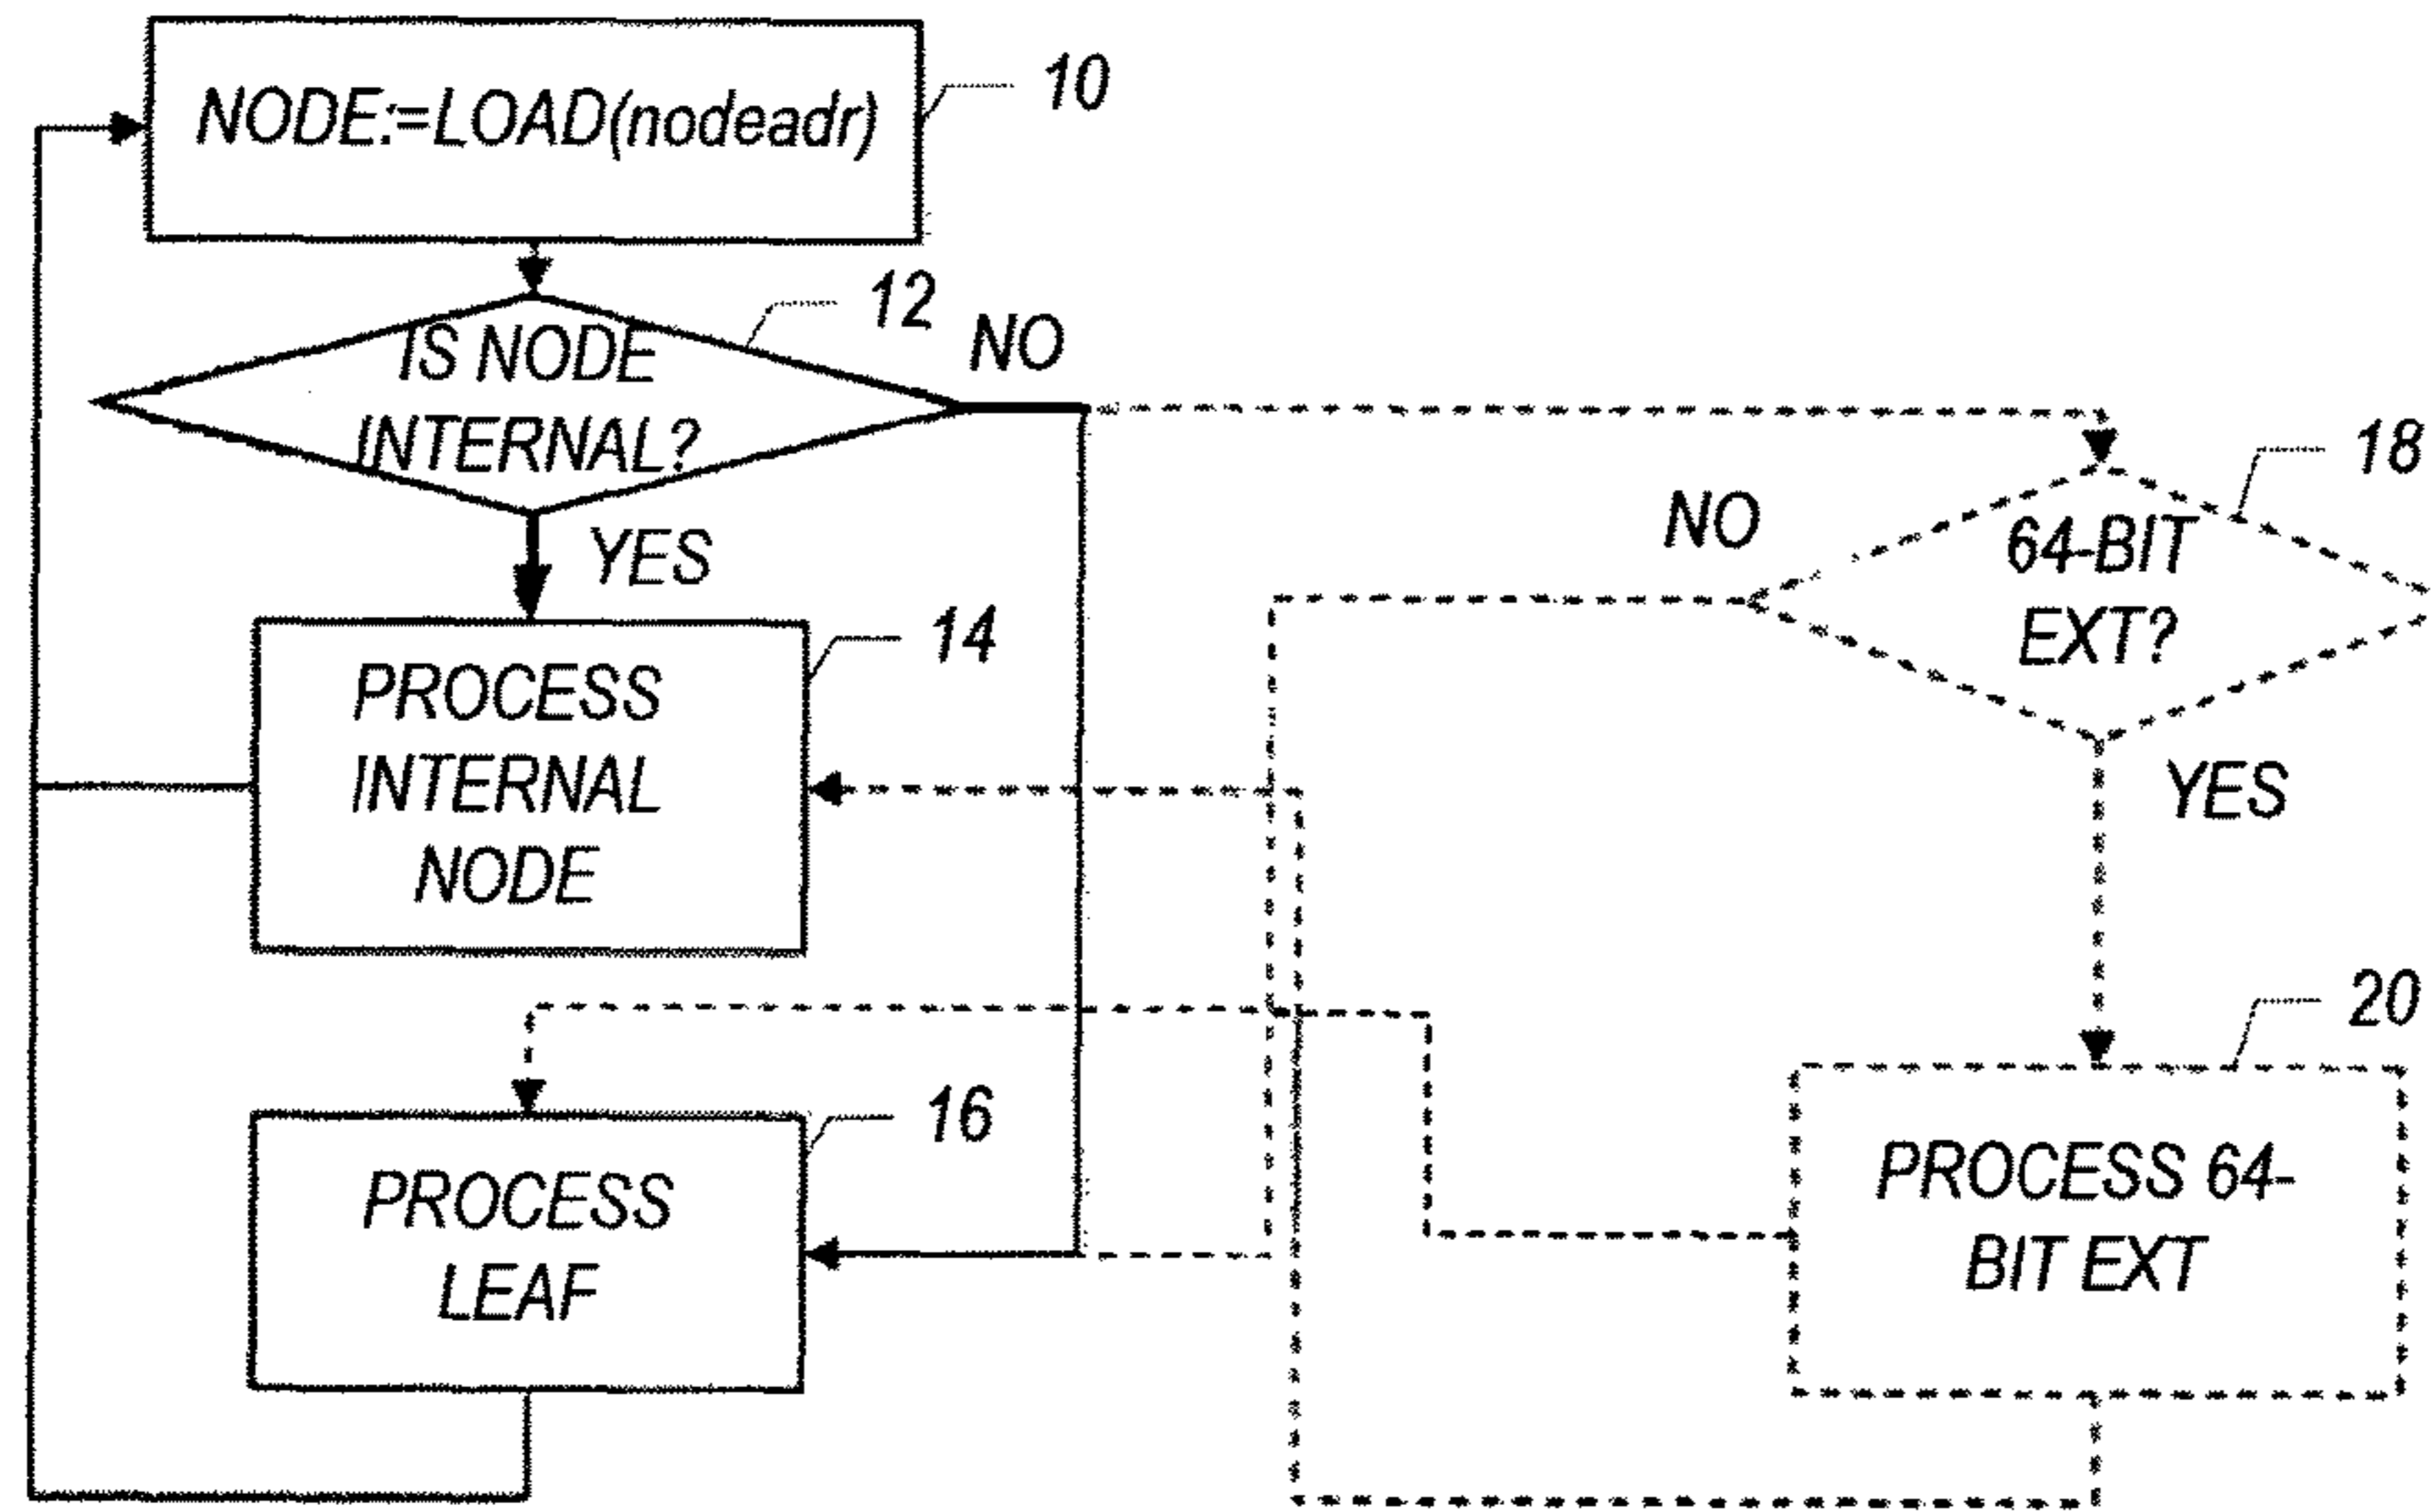 NODE:=LOAD(nodeadr)
10
12
IS NODE
INTERNAL?
NO
YES
18
NO
64-BIT
EXT?
YES
14
PROCESS
INTERNAL
NODE
16
PROCESS
LEAF
20
PROCESS 64-
BIT EXT